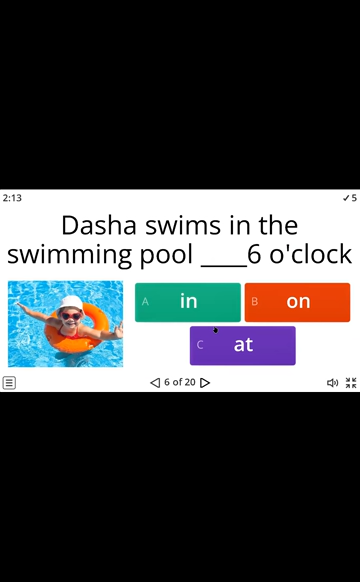 2:13
✓ 5
Dasha swims in the
swimming pool ____6 o'clock
A in
B on
C at
6 of 20